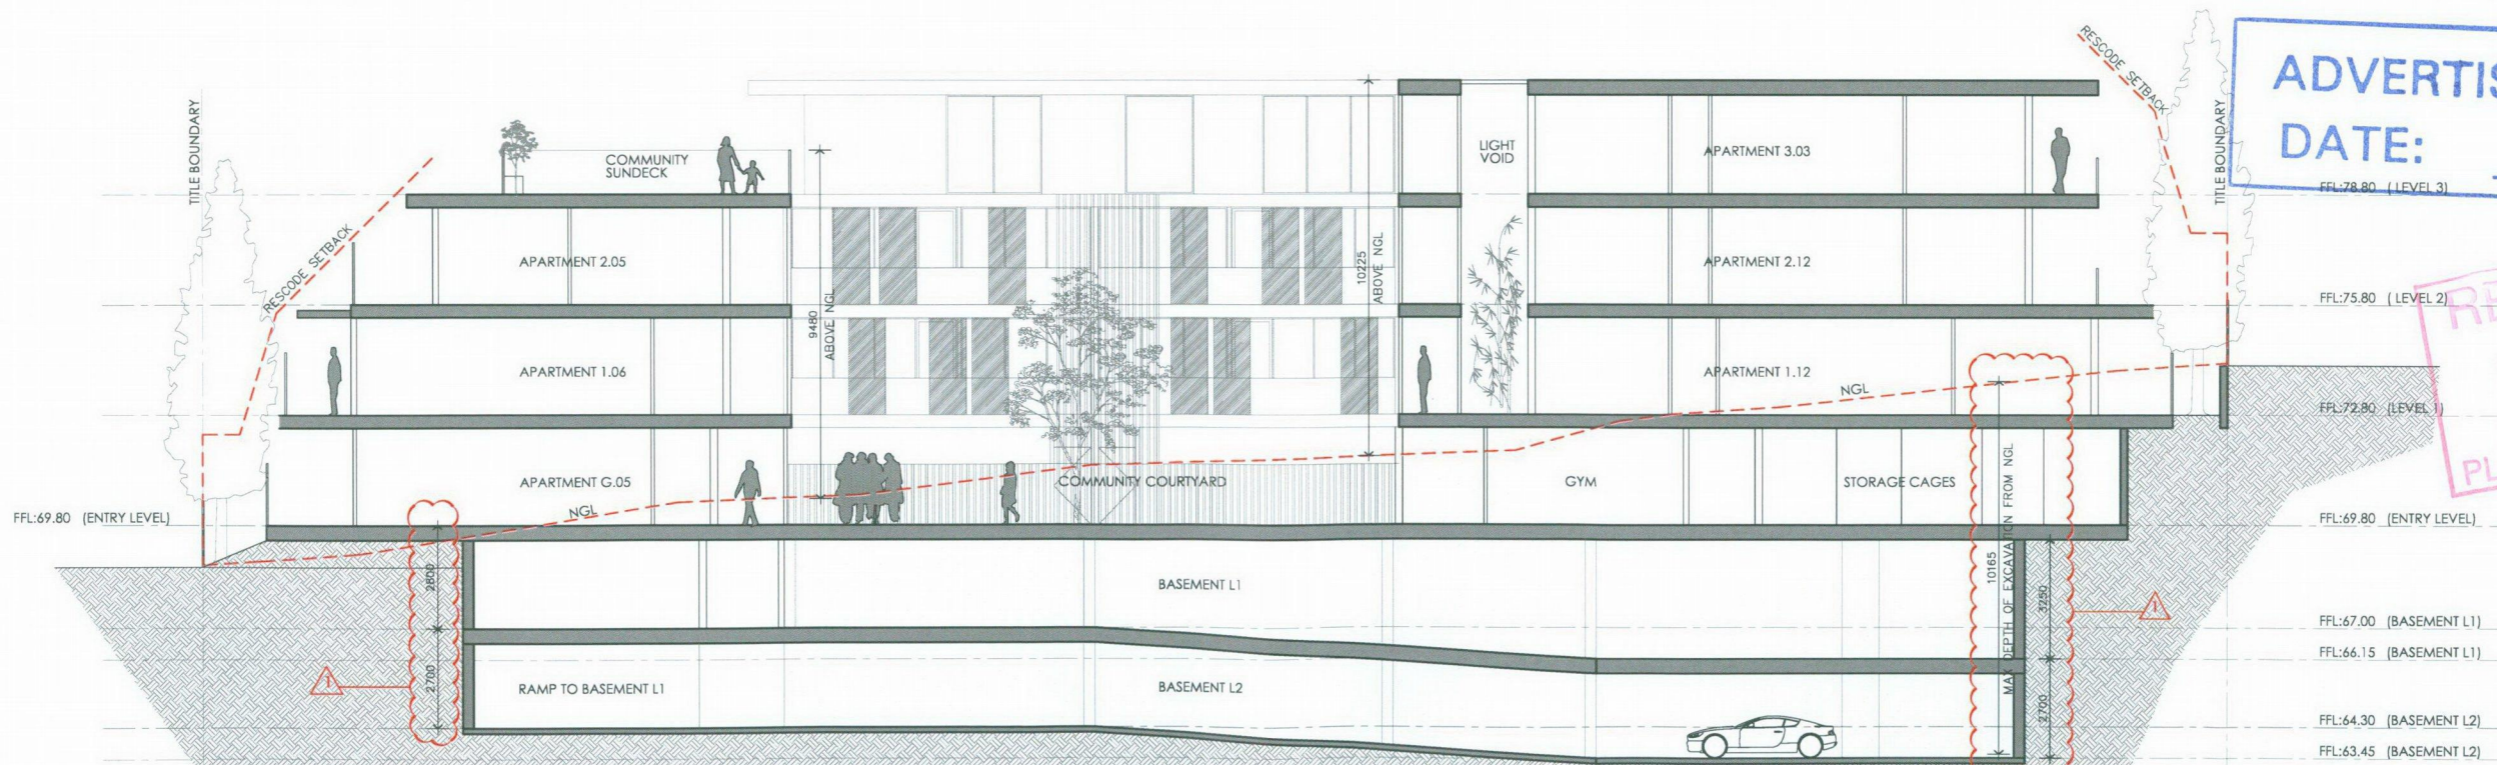 RESCODE SETBACK
ADVERTIS
DATE:
TITLE BOUNDARY
TITLE BOUNDARY
COMMUNITY
SUNDECK
LIGHT
VOID
APARTMENT 3.03
FFL:78.80 (LEVEL 3)
RESCODE SETBACK
APARTMENT 2.05
10225
ABOVE NGL
APARTMENT 2.12
FFL:75.80 (LEVEL 2)
RE
9480
ABOVE NGL
APARTMENT 1.06
APARTMENT 1.12
NGL
FFL:72.80 (LEVEL 1)
PL
APARTMENT G.05
COMMUNITY COURTYARD
GYM
STORAGE CAGES
NGL
FFL:69.80 (ENTRY LEVEL)
FFL:69.80 (ENTRY LEVEL)
10165
MAX DEPTH OF EXCAVATION FROM NGL
2800
BASEMENT L1
3250
1
FFL:67.00 (BASEMENT L1)
FFL:66.15 (BASEMENT L1)
1
2700
RAMP TO BASEMENT L1
BASEMENT L2
2700
FFL:64.30 (BASEMENT L2)
FFL:63.45 (BASEMENT L2)